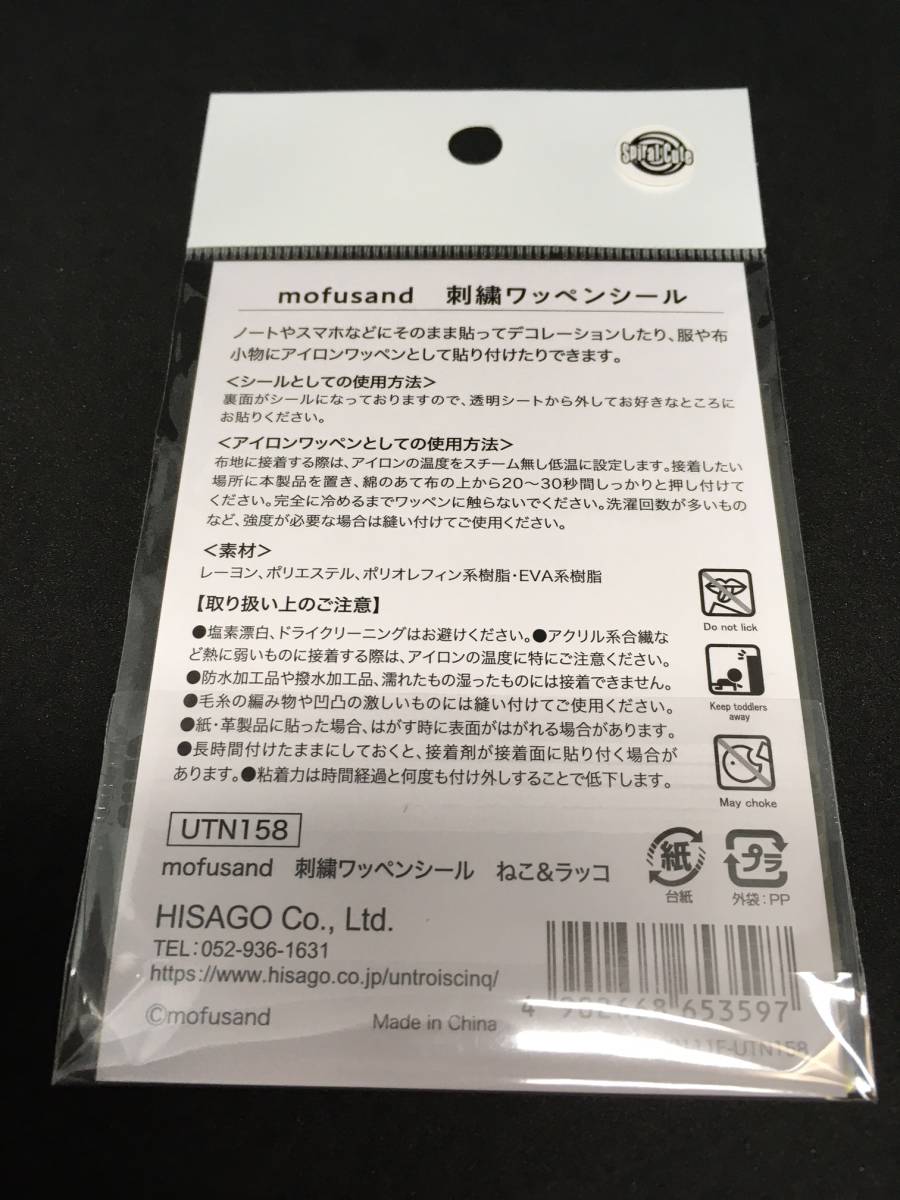 Spiral Cute
mofusand 刺繍ワッペンシール
ノートやスマホなどにそのまま貼ってデコレーションしたり、服や布
小物にアイロンワッペンとして貼り付けたりできます。
＜シールとしての使用方法＞
裏面がシールになっておりますので、透明シートから外してお好きなところに
お貼りください。
＜アイロンワッペンとしての使用方法＞
布地に接着する際は、アイロンの温度をスチーム無し低温に設定します。接着したい
場所に本製品を置き、綿のあて布の上から20〜30秒間しっかりと押し付けて
ください。完全に冷めるまでワッペンに触らないでください。洗濯回数が多いもの
など、強度が必要な場合は縫い付けてご使用ください。
＜素材＞
レーヨン、ポリエステル、ポリオレフィン系樹脂・EVA系樹脂
【取り扱い上のご注意】
●塩素漂白、ドライクリーニングはお避けください。●アクリル系合繊な
ど熱に弱いものに接着する際は、アイロンの温度に特にご注意ください。
●防水加工品や撥水加工品、濡れたもの湿ったものには接着できません。
●毛糸の編み物や凹凸の激しいものには縫い付けてご使用ください。
●紙・革製品に貼った場合、はがす時に表面がはがれる場合があります。
●長時間付けたままにしておくと、接着剤が接着面に貼り付く場合が
あります。●粘着力は時間経過と何度も付け外しすることで低下します。
Do not lick
Keep toddlers
away
May choke
UTN158
mofusand 刺繍ワッペンシール ねこ&ラッコ
紙
台紙
プラ
外袋：PP
HISAGO Co., Ltd.
TEL：052-936-1631
https://www.hisago.co.jp/untroiscinq/
©mofusand
Made in China
4 982668 653597
-UTN158